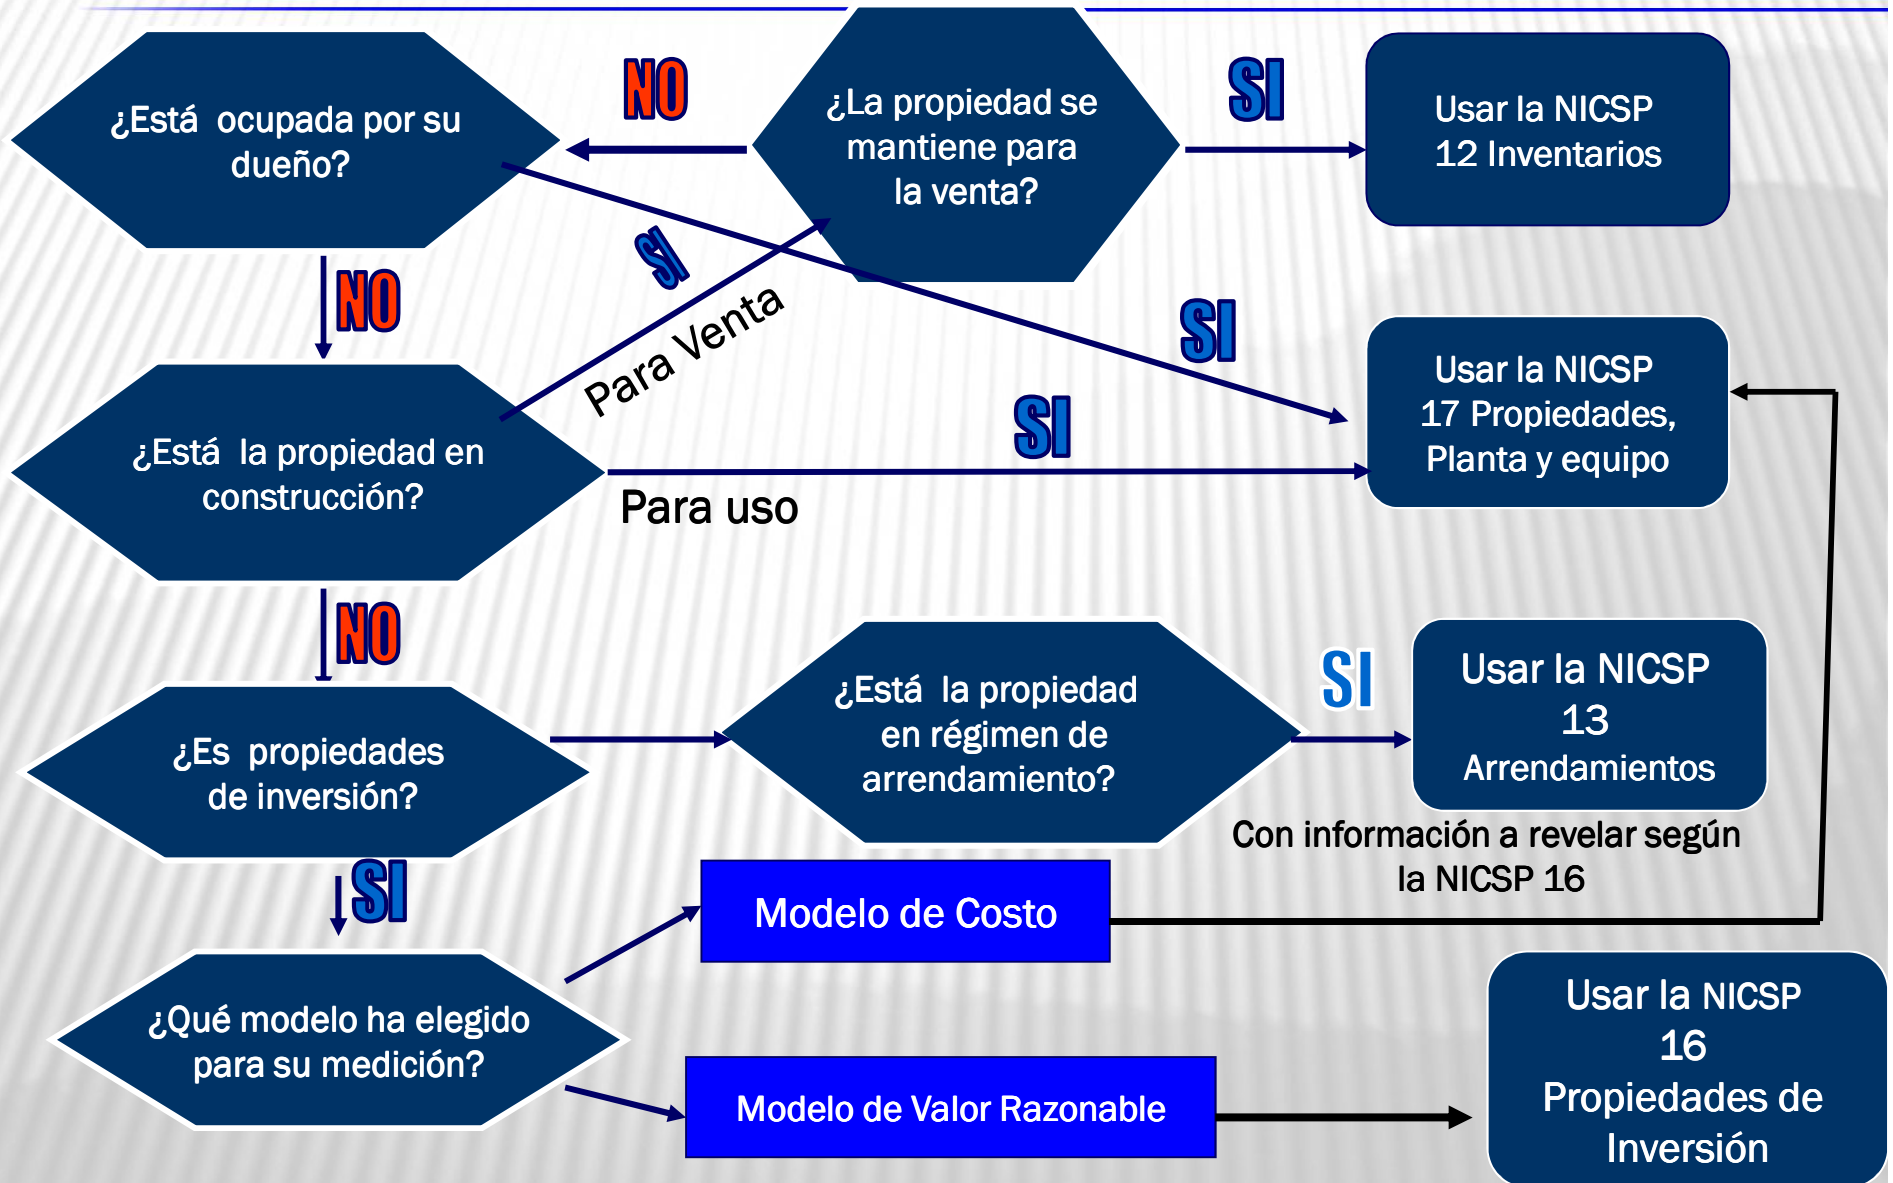 ¿Está ocupada por su
dueño?
NO
¿La propiedad se
mantiene para
la venta?
SI
Usar la NICSP
12 Inventarios
NO
SI
Para Venta
SI
Usar la NICSP
17 Propiedades,
Planta y equipo
¿Está la propiedad en
construcción?
SI
Para uso
NO
¿Es propiedades
de inversión?
¿Está la propiedad
en régimen de
arrendamiento?
SI
Usar la NICSP
13
Arrendamientos
Con información a revelar según
la NICSP 16
SI
Modelo de Costo
¿Qué modelo ha elegido
para su medición?
Modelo de Valor Razonable
Usar la NICSP
16
Propiedades de
Inversión